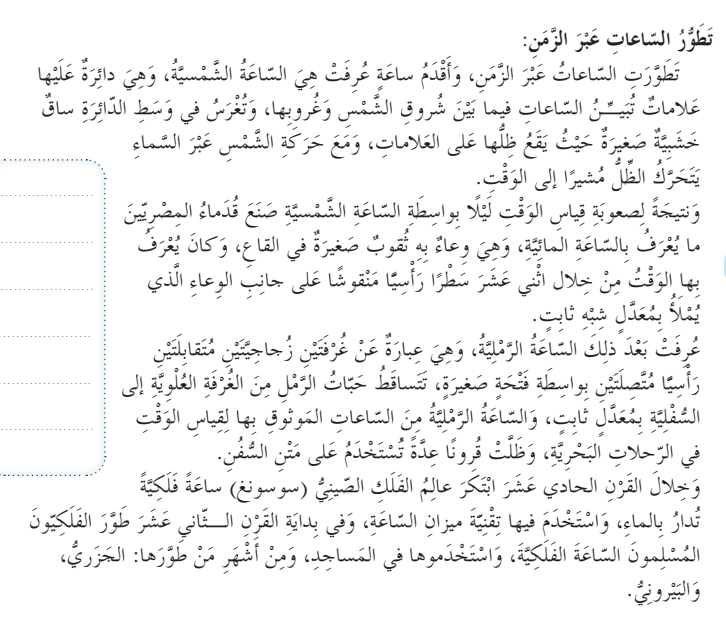 تَطَوُّرُ السّاعاتِ عَبْرَ الزَّمَنِ:
تَطَوَّرَتِ السّاعاتُ عَبْرَ الزَّمَنِ، وَأَقْدَمُ ساعَةٍ عُرِفَتْ هِيَ السّاعَةُ الشَّمْسيَّةُ، وَهِيَ دائِرَةٌ عَلَيْها
عَلاماتٌ تُبَيِّنُ السّاعاتِ فيما بَيْنَ شُروقِ الشَّمْسِ وَغُروبِها، وَتُغْرَسُ في وَسَطِ الدّائِرَةِ ساقٌ
خَشَبِيَّةٌ صَغيرَةٌ حَيْثُ يَقَعُ ظِلُّها عَلى العَلاماتِ، وَمَعَ حَرَكَةِ الشَّمْسِ عَبْرَ السَّماءِ
يَتَحَرَّكُ الظِّلُّ مُشيرًا إلى الوَقْتِ.
وَنتيجَةً لِصعوبَةِ قِياسِ الوَقْتِ لَيْلًا بِواسِطَةِ السّاعَةِ الشَّمْسيَّةِ صَنَعَ قُدَماءُ المِصْرِيّينَ
ما يُعْرَفُ بِالسّاعَةِ المائِيَّةِ، وَهِيَ وِعاءٌ بِهِ ثُقوبٌ صَغيرَةٌ في القاعِ، وَكانَ يُعْرَفُ
بِها الوَقْتُ مِنْ خِلال اثْني عَشَرَ سَطْرًا رَأْسِيًّا مَنْقوشًا عَلى جانِبِ الوِعاءِ الَّذي
يُمْلَأُ بِمُعَدَّلٍ شِبْهِ ثابِتٍ.
عُرِفَتْ بَعْدَ ذلِكَ السّاعَةُ الرَّمْلِيَّةُ، وَهِيَ عِبارَةٌ عَنْ غُرْفَتَيْنِ زُجاجِيَّتَيْنِ مُتَقابِلَتَيْنِ
رَأْسِيًّا مُتَّصِلَتَيْنِ بِواسِطَةِ فَتْحَةٍ صَغيرَةٍ، تَتَساقَطُ حَبّاتُ الرَّمْلِ مِنَ الغُرْفَةِ العُلْوِيَّةِ إلى
السُّفْلِيَّةِ بِمُعَدَّلٍ ثابِتٍ، وَالسّاعَةُ الرَّمْلِيَّةُ مِنَ السّاعاتِ المَوثوقِ بِها لِقِياسِ الوَقْتِ
في الرّحلاتِ البَحْرِيَّةِ، وَظَلَّتْ قُرونًا عِدَّةً تُسْتَخْدَمُ عَلى مَتْنِ السُّفُنِ.
وَخِلالَ القَرْنِ الحادي عَشَرَ ابْتَكَرَ عالِمُ الفَلَكِ الصّينِيُّ (سوسونغ) ساعَةً فَلَكِيَّةً
تُدارُ بِالماءِ، وَاسْتَخْدَمَ فيها تِقْنِيّةَ ميزانِ السّاعَةِ، وَفي بِدايَةِ القَرْنِ الـثّاني عَشَرَ طَوَّرَ الفَلَكِيّونَ
المُسْلِمونَ السّاعَةَ الفَلَكِيَّةَ، وَاسْتَخْدَموها في المَساجِدِ، وَمِنْ أَشْهَرِ مَنْ طَوَّرَها: الجَزَريُّ،
وَالبَيْرونِيُّ.